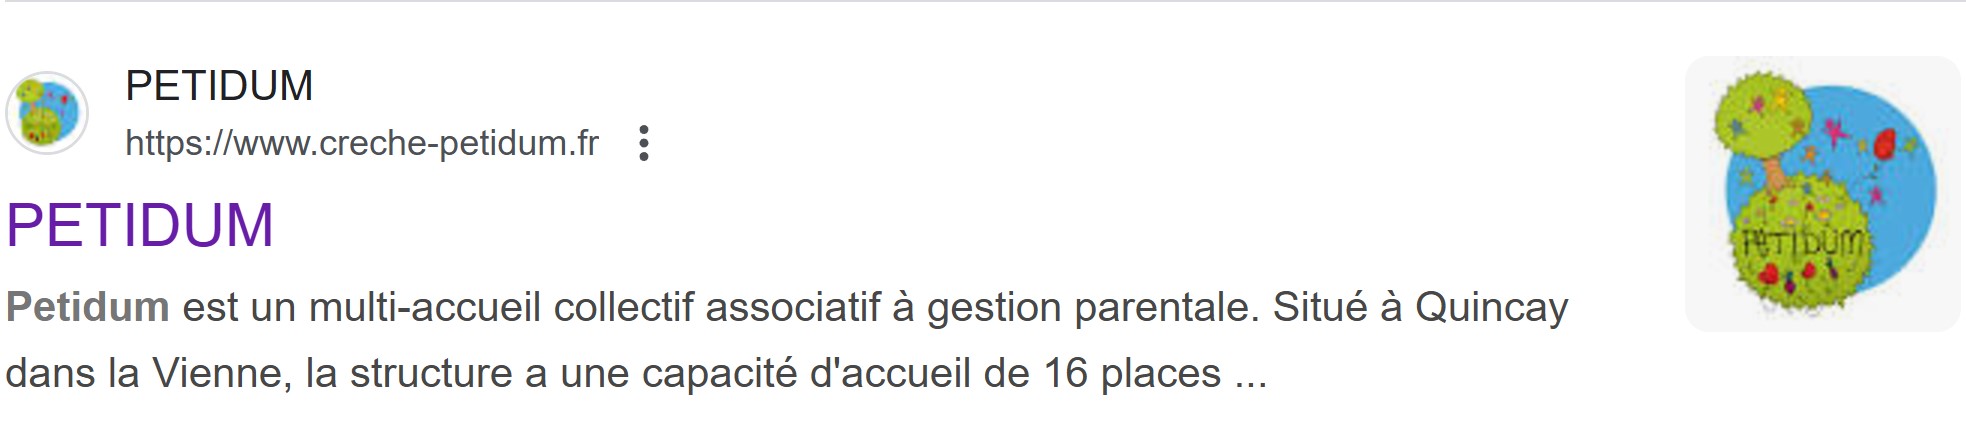 PETIDUM
https://www.creche-petidum.fr
PETIDUM
Petidum est un multi-accueil collectif associatif à gestion parentale. Situé à Quincay
dans la Vienne, la structure a une capacité d'accueil de 16 places ...
PETIDUM